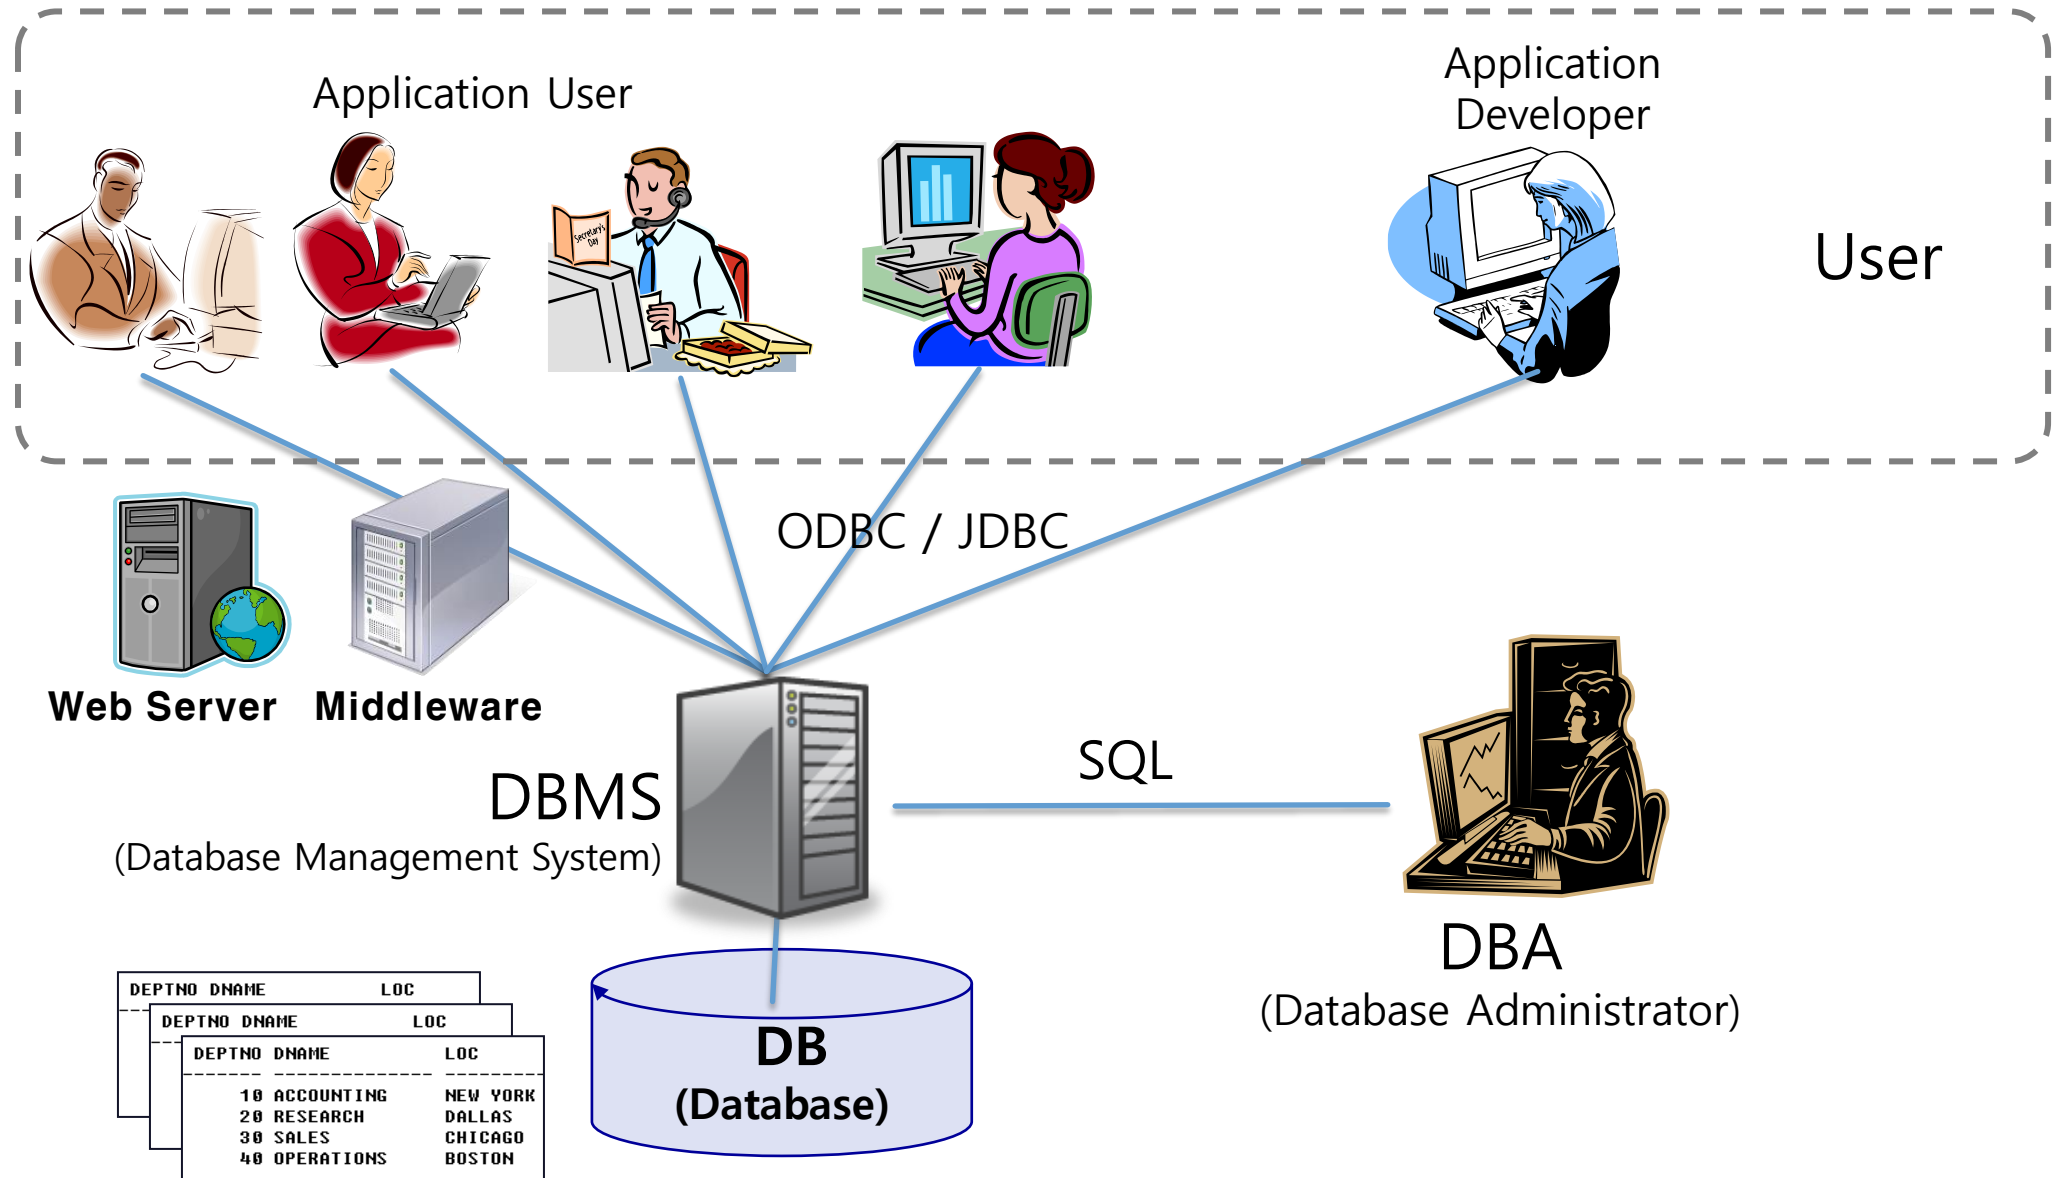 Application User
Application
Developer
Secretary's
Day
User
ODBC / JDBC
Web Server
Middleware
SQL
DBMS
(Database Management System)
DBA
(Database Administrator)
DEPTNO DNAME LOC
DEPTNO DNAME LOC
DEPTNO DNAME LOC
10 ACCOUNTING NEW YORK
20 RESEARCH DALLAS
30 SALES CHICAGO
40 OPERATIONS BOSTON
DB
(Database)